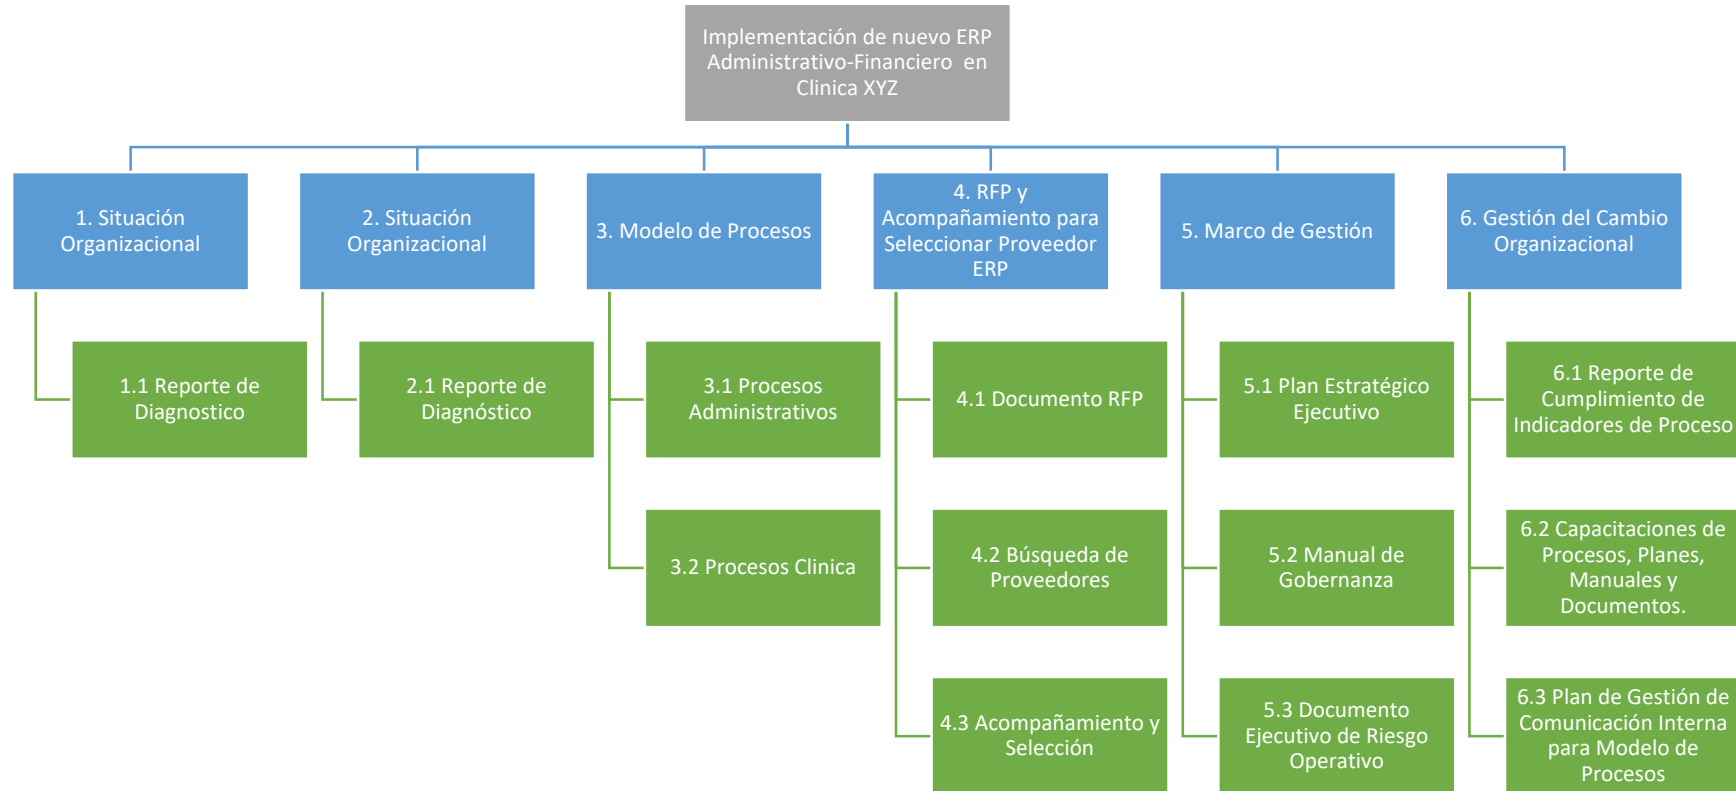 Implementación de nuevo ERP
Administrativo-Financiero en
Clinica XYZ
1. Situación
Organizacional
2. Situación
Organizacional
3. Modelo de Procesos
4. RFP y
Acompañamiento para
Seleccionar Proveedor
ERP
5. Marco de Gestión
6. Gestión del Cambio
Organizacional
1.1 Reporte de
Diagnostico
2.1 Reporte de
Diagnóstico
3.1 Procesos
Administrativos
4.1 Documento RFP
5.1 Plan Estratégico
Ejecutivo
6.1 Reporte de
Cumplimiento de
Indicadores de Proceso
3.2 Procesos Clinica
4.2 Búsqueda de
Proveedores
5.2 Manual de
Gobernanza
6.2 Capacitaciones de
Procesos, Planes,
Manuales y
Documentos.
4.3 Acompañamiento y
Selección
5.3 Documento
Ejecutivo de Riesgo
Operativo
6.3 Plan de Gestión de
Comunicación Interna
para Modelo de
Procesos